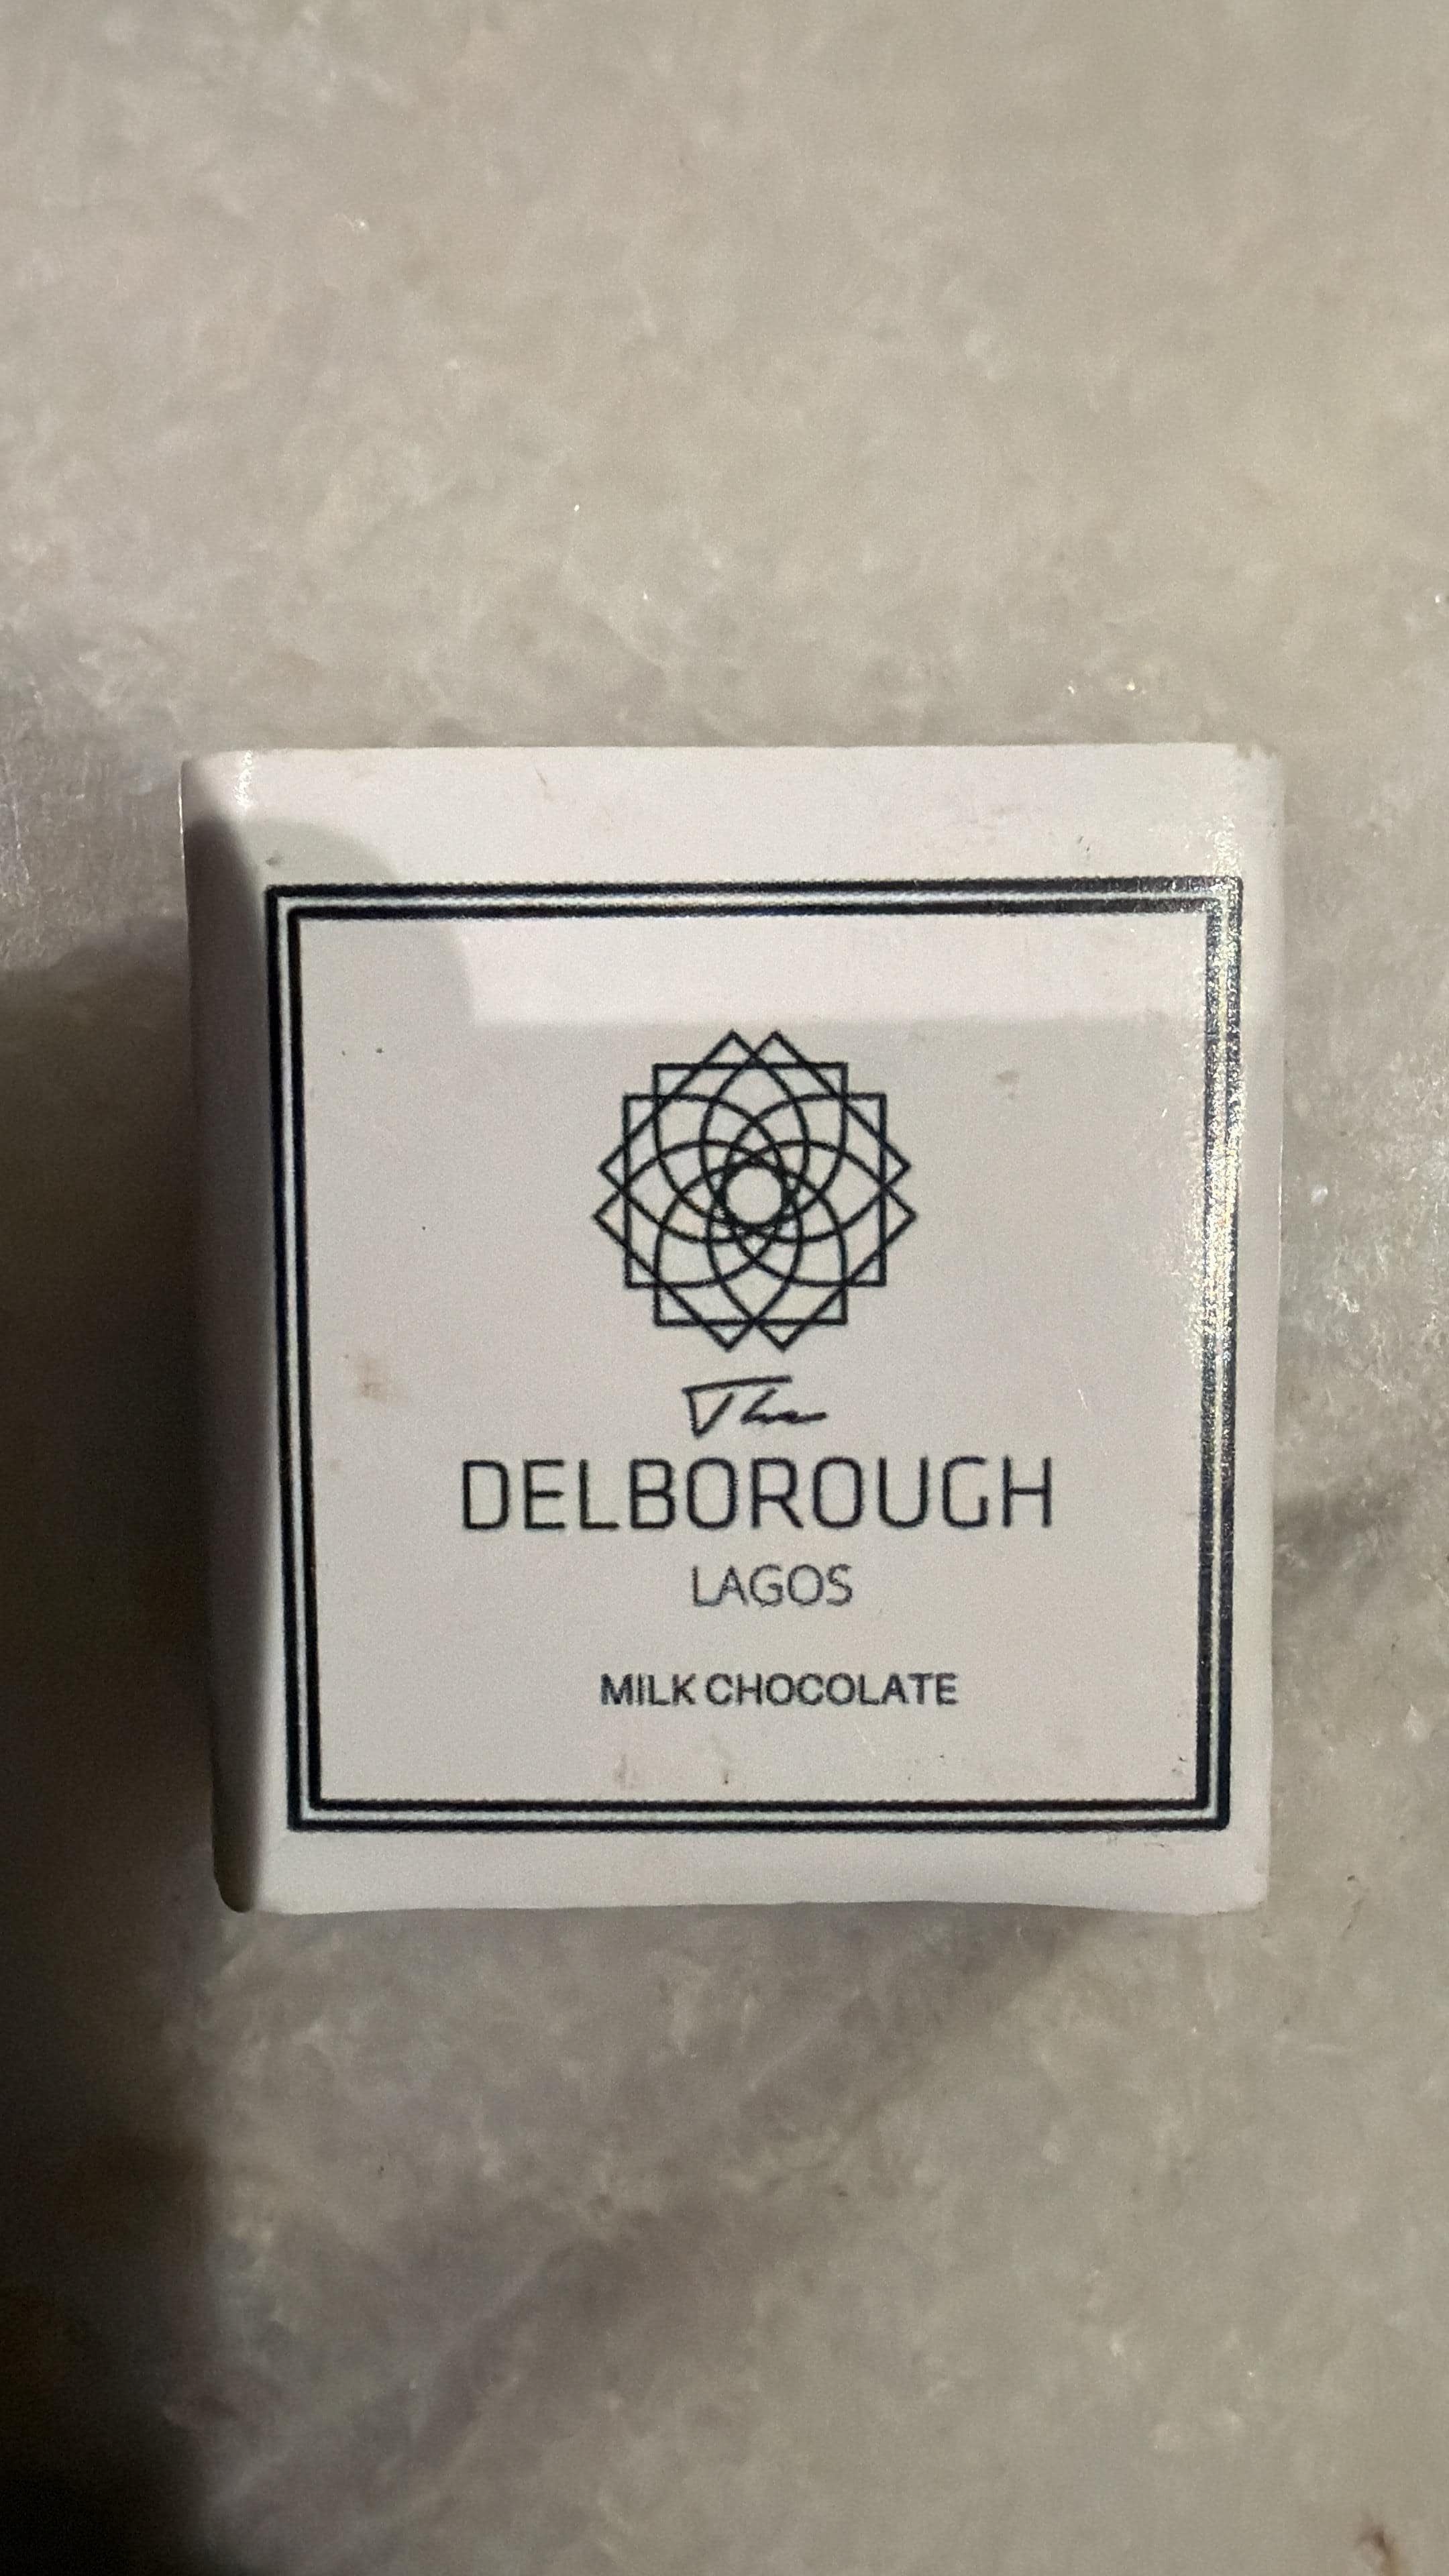 The
DELBOROUGH
LAGOS
MILK CHOCOLATE